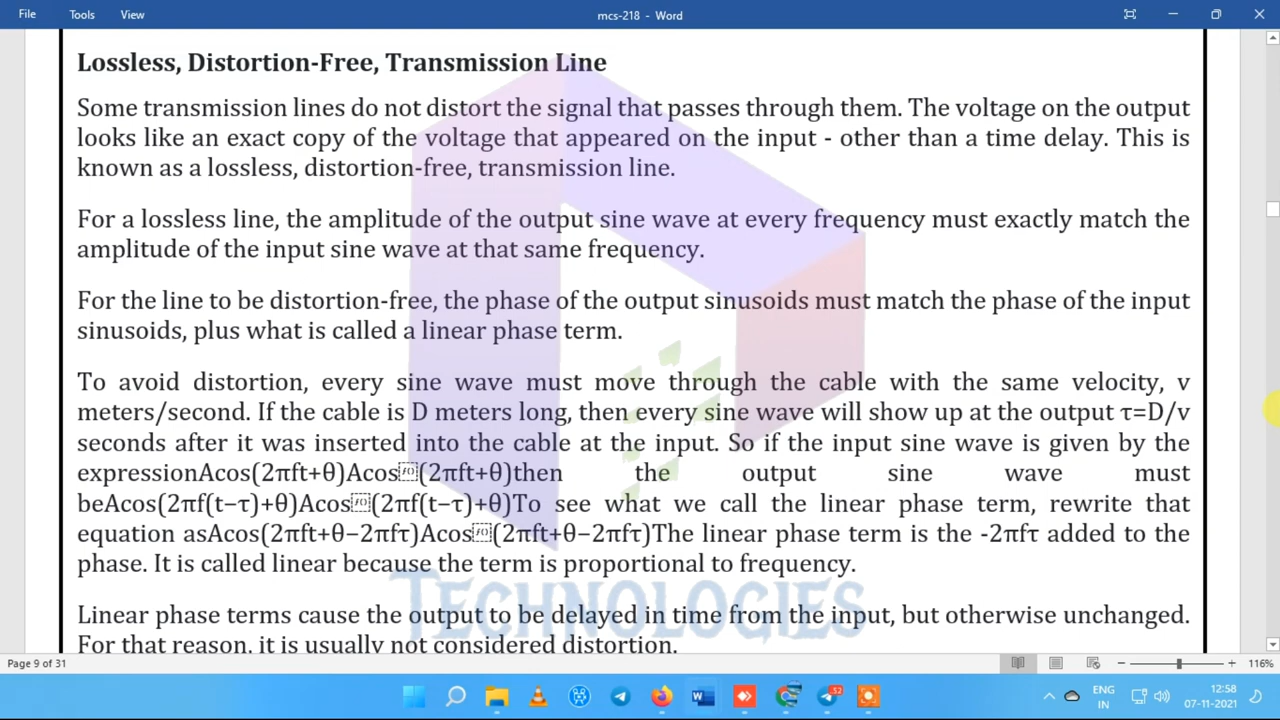 File Tools View mcs-218 - Word
Lossless, Distortion-Free, Transmission Line
Some transmission lines do not distort the signal that passes through them. The voltage on the output
looks like an exact copy of the voltage that appeared on the input - other than a time delay. This is
known as a lossless, distortion-free, transmission line.
For a lossless line, the amplitude of the output sine wave at every frequency must exactly match the
amplitude of the input sine wave at that same frequency.
For the line to be distortion-free, the phase of the output sinusoids must match the phase of the input
sinusoids, plus what is called a linear phase term.
To avoid distortion, every sine wave must move through the cable with the same velocity, v
meters/second. If the cable is D meters long, then every sine wave will show up at the output τ=D/v
seconds after it was inserted into the cable at the input. So if the input sine wave is given by the
expressionAcos(2πft+θ)Acos(2πft+θ)then the output sine wave must
beAcos(2πf(t−τ)+θ)Acos(2πf(t−τ)+θ)To see what we call the linear phase term, rewrite that
equation asAcos(2πft+θ−2πfτ)Acos(2πft+θ−2πfτ)The linear phase term is the -2πfτ added to the
phase. It is called linear because the term is proportional to frequency.
TECHNOLOGIES
Linear phase terms cause the output to be delayed in time from the input, but otherwise unchanged.
For that reason, it is usually not considered distortion.
Page 9 of 31 116%
ENG
IN
12:58
07-11-2021